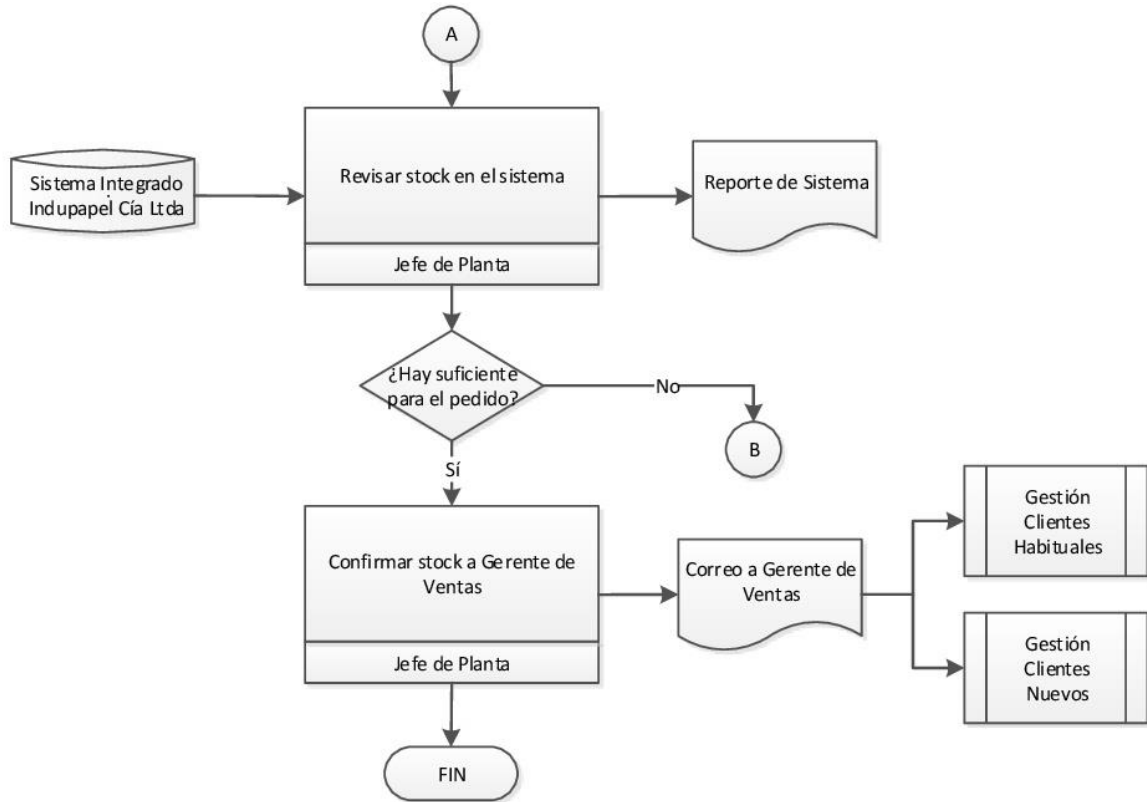 A
Sistema Integrado
Indupapel Cía Ltda
Revisar stock en el sistema
Jefe de Planta
Reporte de Sistema
¿Hay suficiente
para el pedido?
No
B
Sí
Confirmar stock a Gerente de
Ventas
Jefe de Planta
Correo a Gerente de
Ventas
Gestión
Clientes
Habituales
Gestión
Clientes
Nuevos
FIN